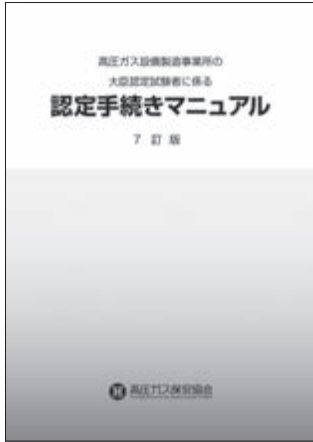 高圧ガス設備製造事業所の
大臣認定試験者に係る
認定手続きマニュアル
7 訂 版
高圧ガス保安協会